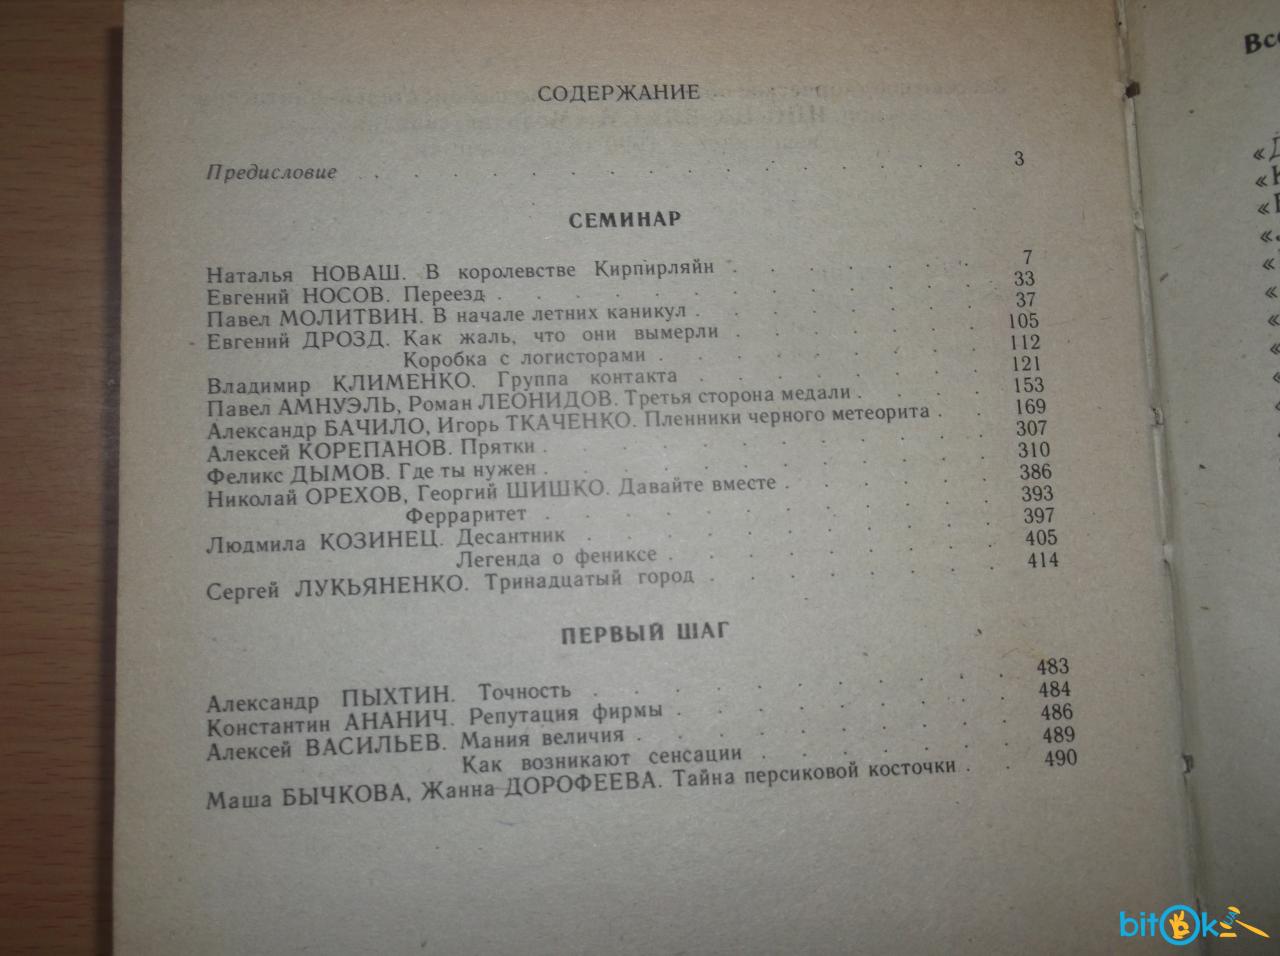 СОДЕРЖАНИЕ
Предисловие . . . . . . . . . . . . . . 3
СЕМИНАР
Наталья НОВАШ. В королевстве Кирпирляйн . . . . . . . 7
Евгений НОСОВ. Переезд . . . . . . . . . . . . 33
Павел МОЛИТВИН. В начале летних каникул . . . . . . . 37
Евгений ДРОЗД. Как жаль, что они вымерли . . . . . . . 105
Коробка с логисторами . . . . . . . . 112
Владимир КЛИМЕНКО. Группа контакта . . . . . . . 121
Павел АМНУЭЛЬ, Роман ЛЕОНИДОВ. Третья сторона медали . . . . 153
Александр БАЧИЛО, Игорь ТКАЧЕНКО. Пленники черного метеорита . . 169
Алексей КОРЕПАНОВ. Прятки . . . . . . . . . . . 307
Феликс ДЫМОВ. Где ты нужен . . . . . . . . . . . 310
Николай ОРЕХОВ, Георгий ШИШКО. Давайте вместе . . . . . . 386
Феррариtет . . . . . . . . . . . 393
Людмила КОЗИНЕЦ. Десантник . . . . . . . . . . 397
Легенда о фениксе . . . . . . . . 405
Сергей ЛУКЬЯНЕНКО. Тринадцатый город . . . . . . . 414
ПЕРВЫЙ ШАГ
Александр ПЫХТИН. Точность . . . . . . . . . . 483
Константин АНАНИЧ. Репутация фирмы . . . . . . . . 484
Алексей ВАСИЛЬЕВ. Мания величия . . . . . . . . . 486
Как возникают сенсации . . . . . . 489
Маша БЫЧКОВА, Жанна ДОРОФЕЕВА. Тайна персиковой косточки . . 490
bitOk.ua